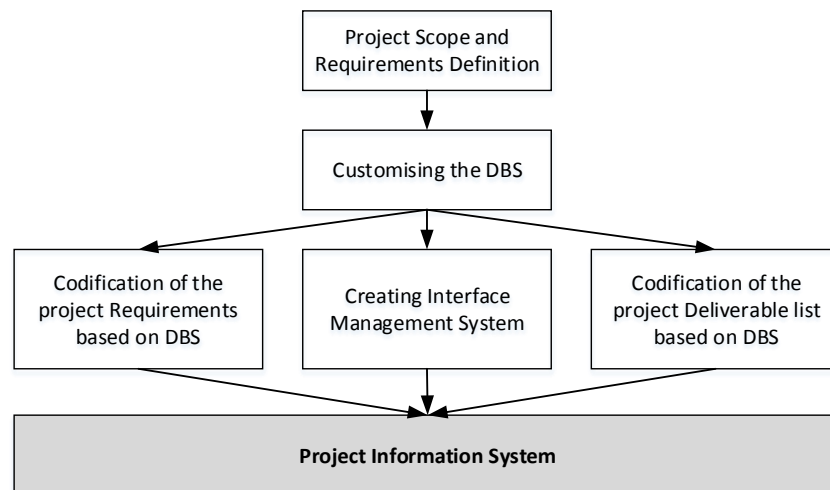 Project Scope and
Requirements Definition
Customising the DBS
Codification of the
project Requirements
based on DBS
Creating Interface
Management System
Codification of the
project Deliverable list
based on DBS
Project Information System